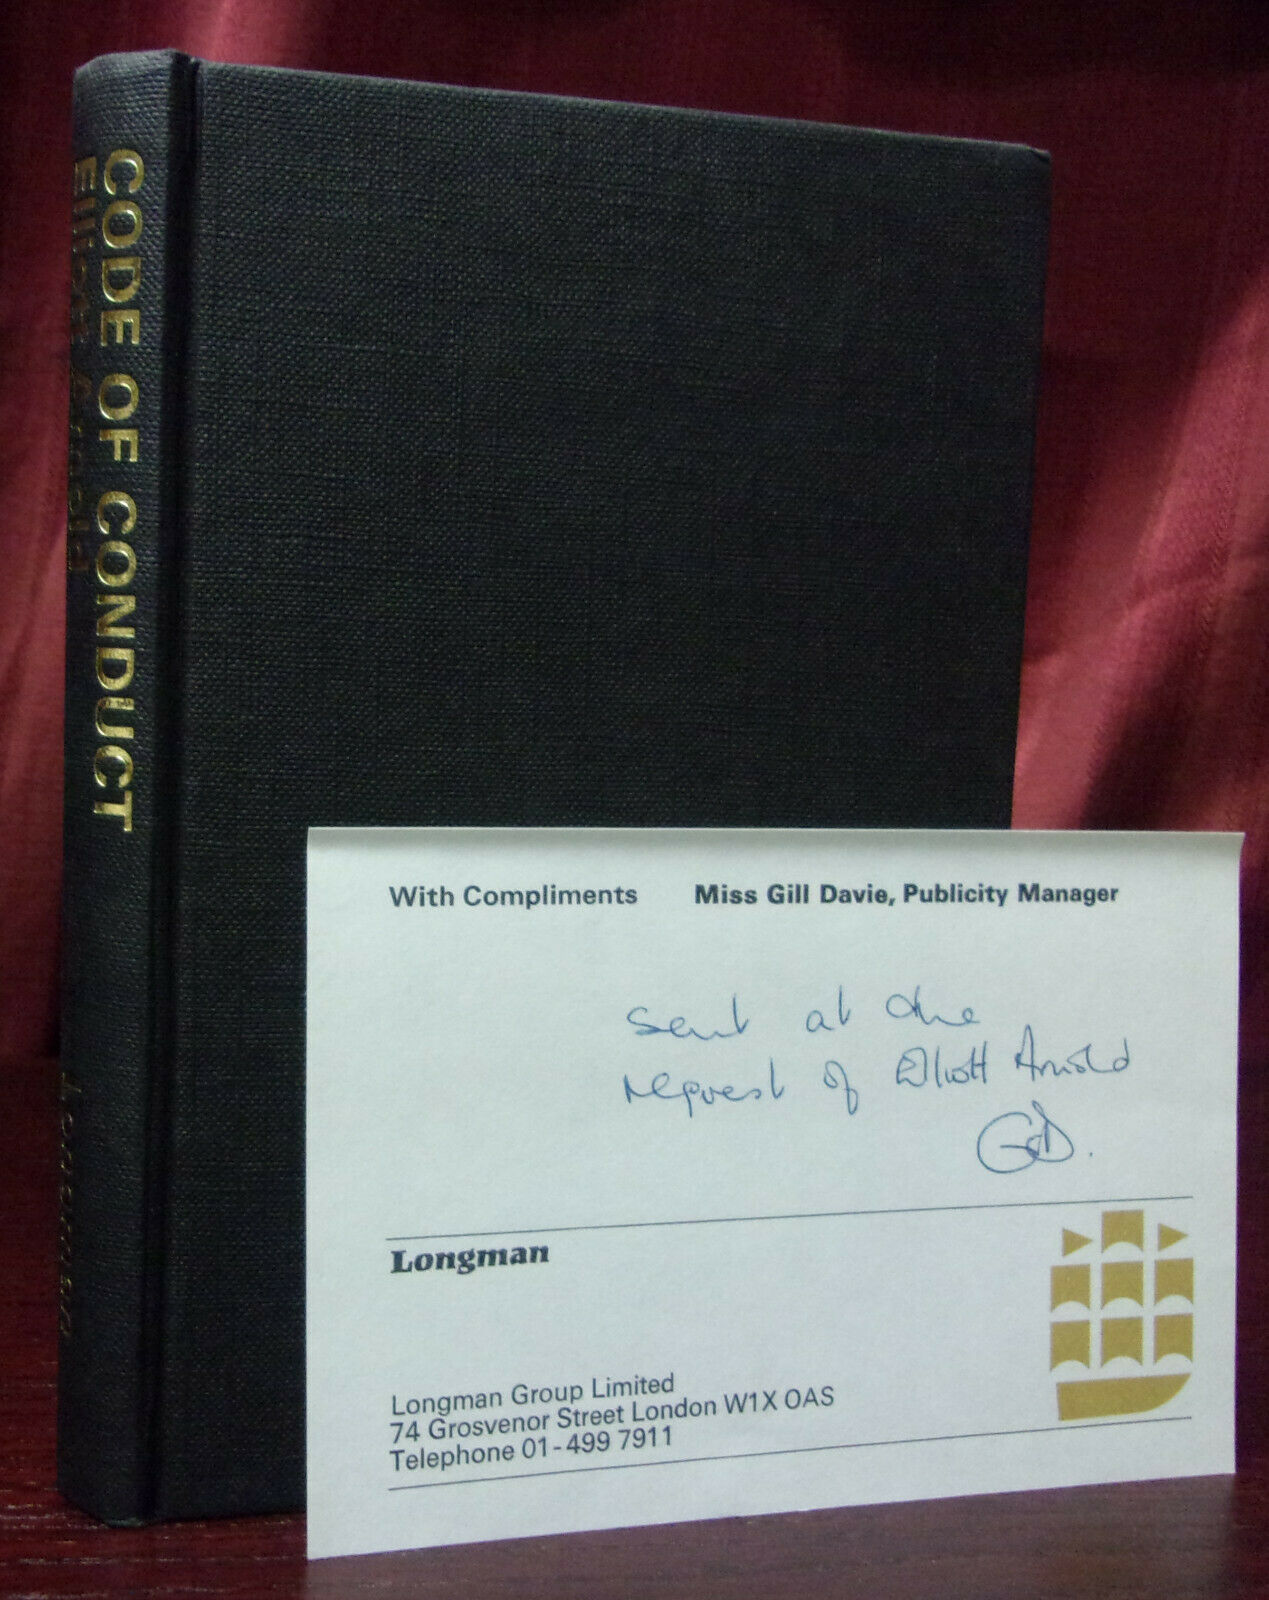 CODE OF CONDUCT
Elliott Arnold
Longman
With Compliments
Miss Gill Davie, Publicity Manager
Sent at the
request of Elliott Arnold
GD.
Longman
Longman Group Limited
74 Grosvenor Street London W1X OAS
Telephone 01-499 7911